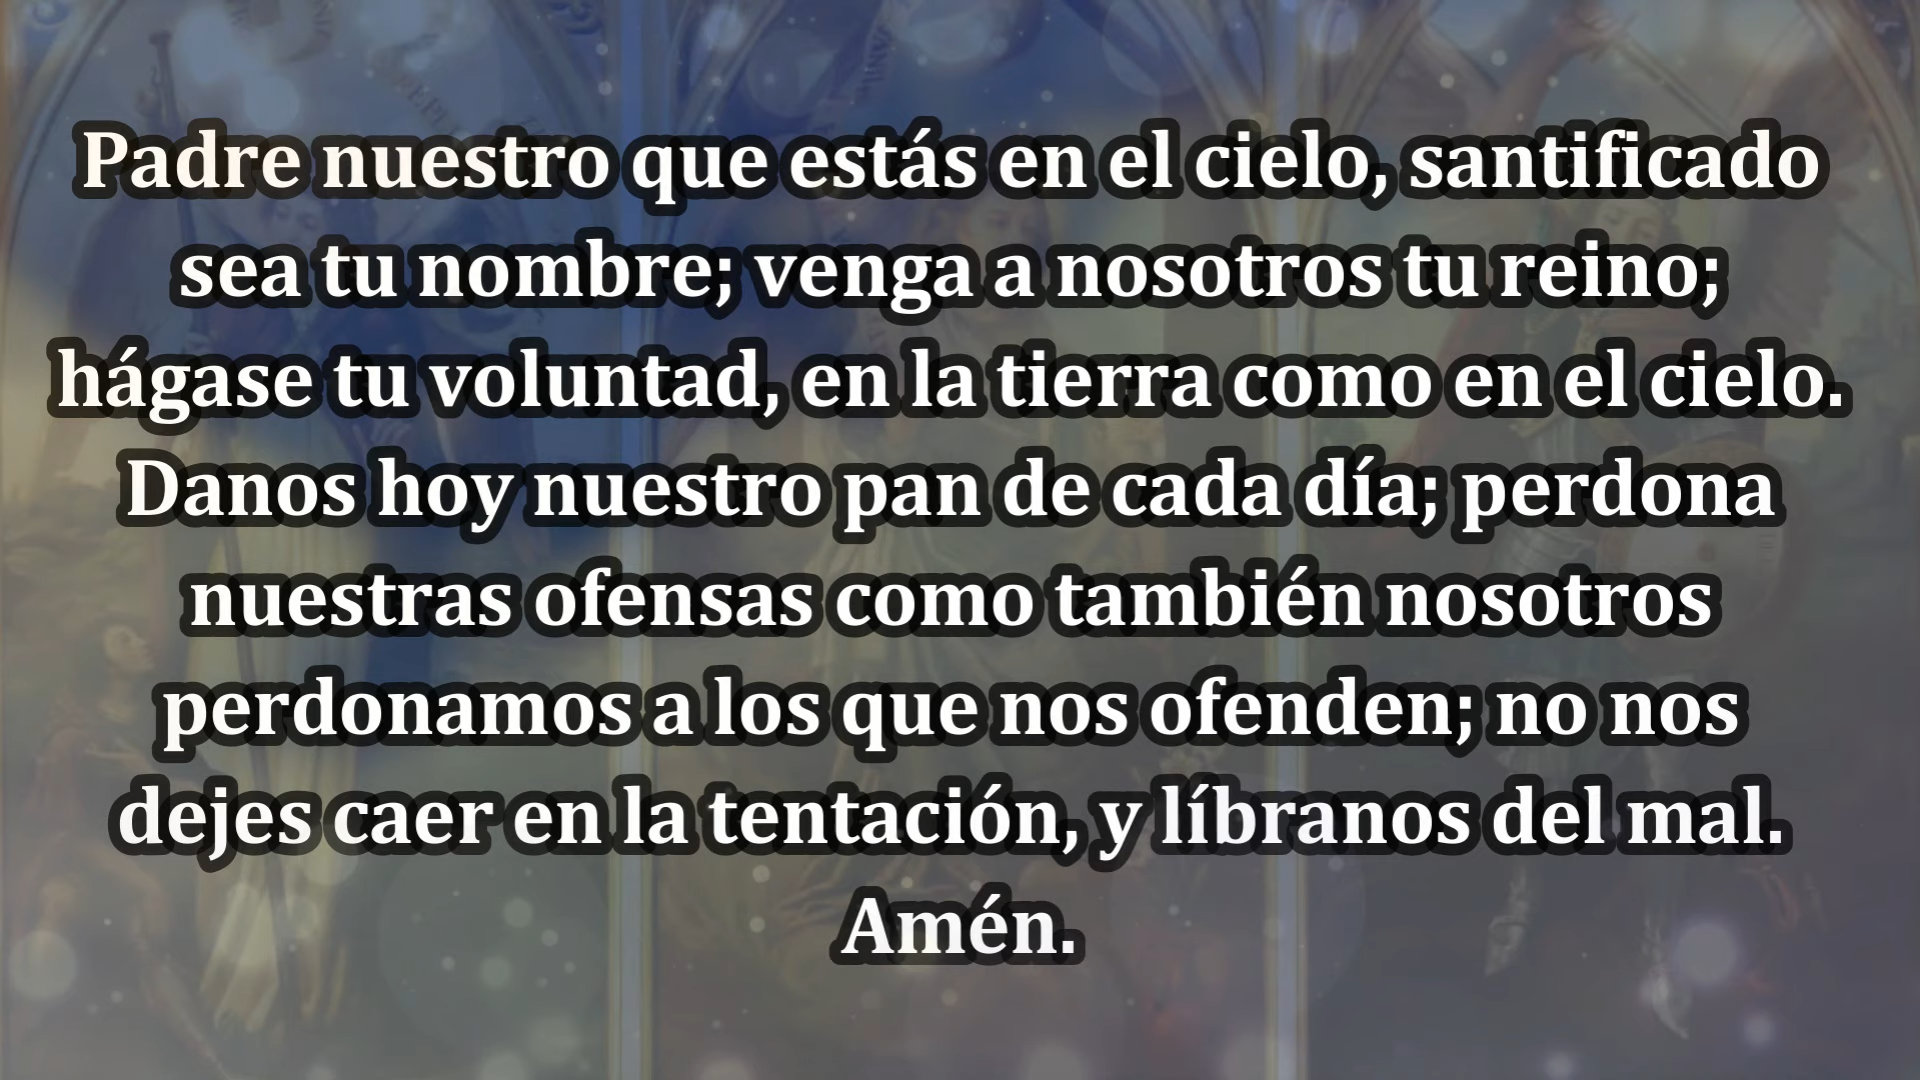 Padre nuestro que estás en el cielo, santificado
sea tu nombre; venga a nosotros tu reino;
hágase tu voluntad, en la tierra como en el cielo.
Danos hoy nuestro pan de cada día; perdona
nuestras ofensas como también nosotros
perdonamos a los que nos ofenden; no nos
dejes caer en la tentación, y líbranos del mal.
Amén.